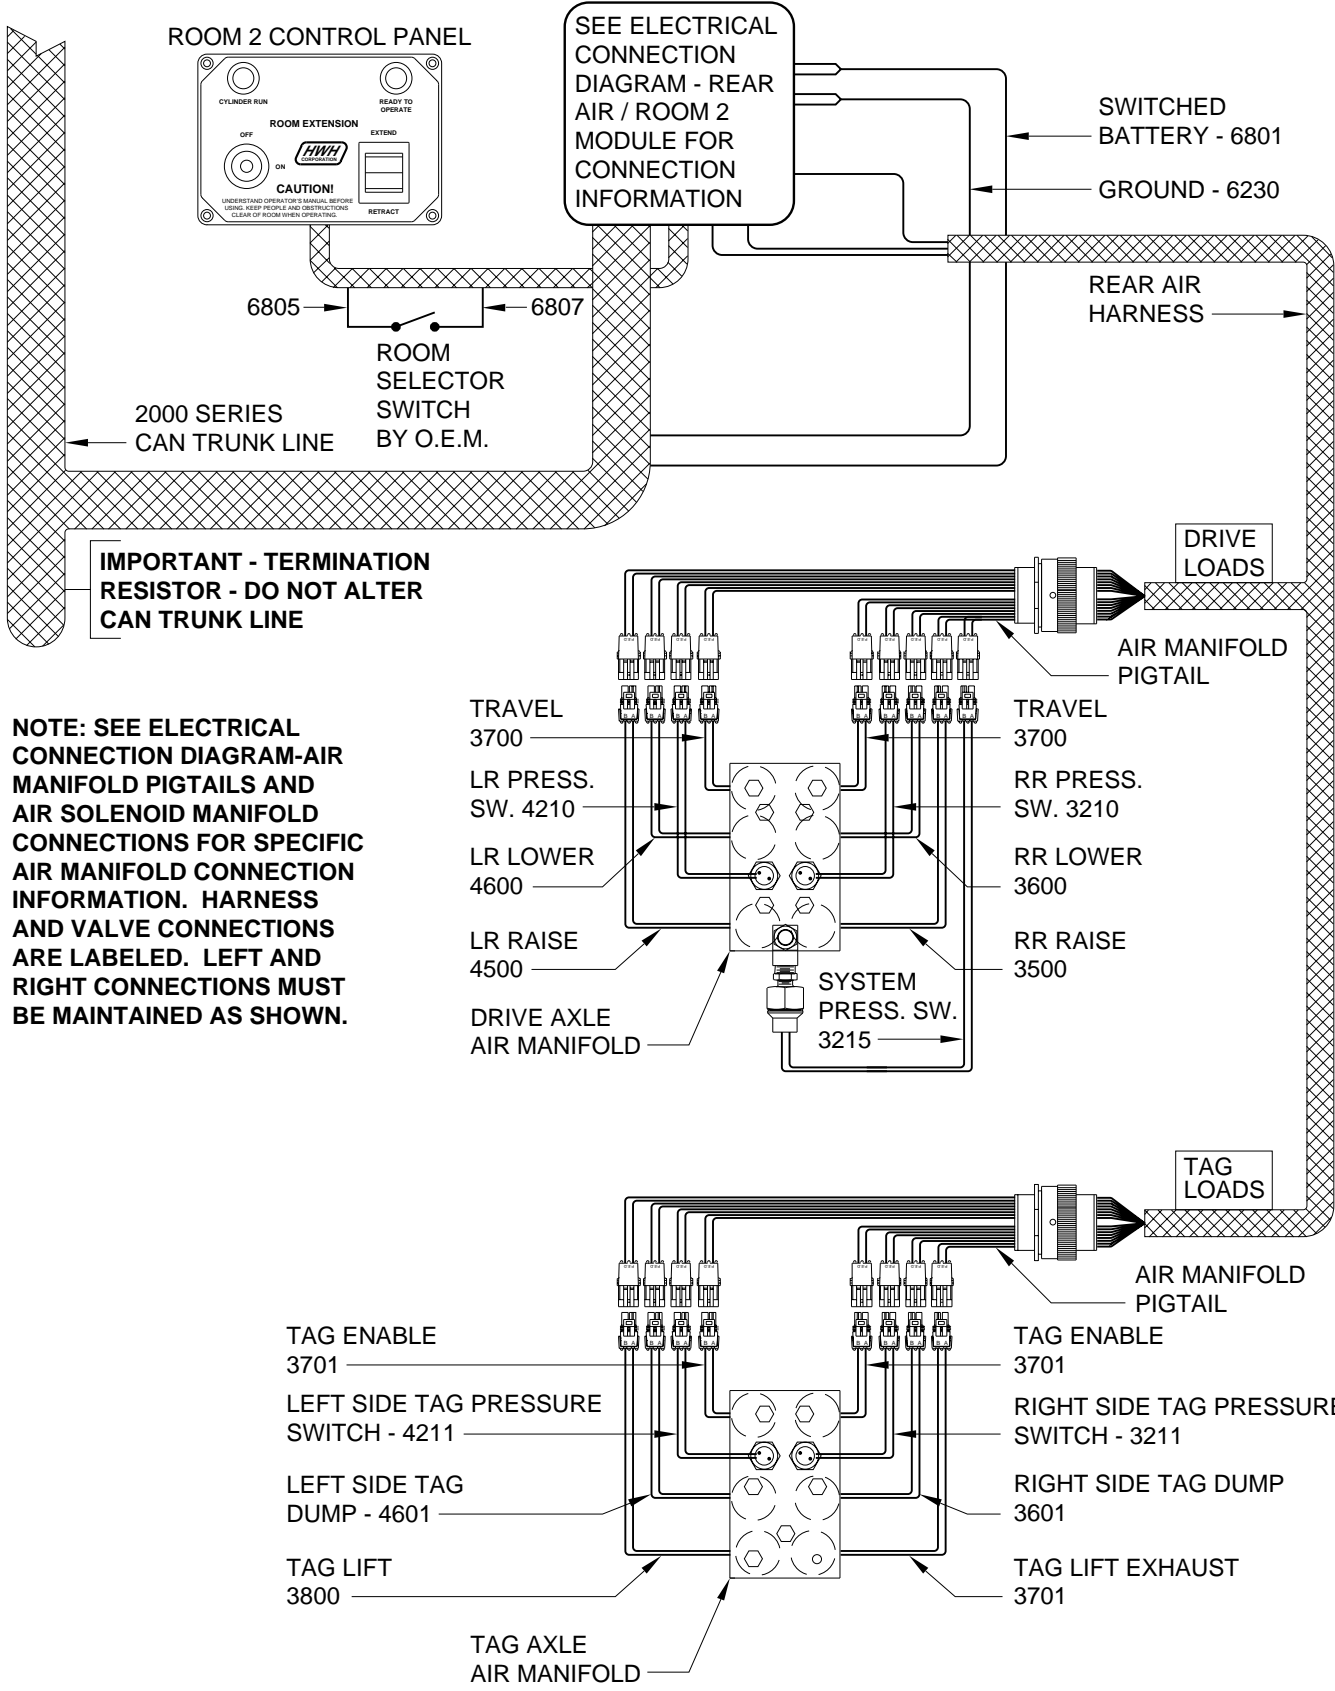 ROOM 2 CONTROL PANEL
CYLINDER RUN
READY TO
OPERATE
ROOM EXTENSION
OFF
ON
HWH
CORPORATION
EXTEND
CAUTION!
UNDERSTAND OPERATOR'S MANUAL BEFORE
USING. KEEP PEOPLE AND OBSTRUCTIONS
CLEAR OF ROOM WHEN OPERATING.
RETRACT
SEE ELECTRICAL
CONNECTION
DIAGRAM - REAR
AIR / ROOM 2
MODULE FOR
CONNECTION
INFORMATION
SWITCHED
BATTERY - 6801
GROUND - 6230
REAR AIR
HARNESS
6805
6807
ROOM
SELECTOR
SWITCH
BY O.E.M.
2000 SERIES
CAN TRUNK LINE
IMPORTANT - TERMINATION
RESISTOR - DO NOT ALTER
CAN TRUNK LINE
DRIVE
LOADS
AIR MANIFOLD
PIGTAIL
NOTE: SEE ELECTRICAL
CONNECTION DIAGRAM-AIR
MANIFOLD PIGTAILS AND
AIR SOLENOID MANIFOLD
CONNECTIONS FOR SPECIFIC
AIR MANIFOLD CONNECTION
INFORMATION. HARNESS
AND VALVE CONNECTIONS
ARE LABELED. LEFT AND
RIGHT CONNECTIONS MUST
BE MAINTAINED AS SHOWN.
B A
B A
B A
B A
B A
B A
B A
B A
B A
TRAVEL
3700
LR PRESS.
SW. 4210
LR LOWER
4600
LR RAISE
4500
DRIVE AXLE
AIR MANIFOLD
TRAVEL
3700
RR PRESS.
SW. 3210
RR LOWER
3600
RR RAISE
3500
SYSTEM
PRESS. SW.
3215
TAG
LOADS
AIR MANIFOLD
PIGTAIL
B A
B A
B A
B A
B A
B A
B A
B A
TAG ENABLE
3701
LEFT SIDE TAG PRESSURE
SWITCH - 4211
LEFT SIDE TAG
DUMP - 4601
TAG LIFT
3800
TAG AXLE
AIR MANIFOLD
TAG ENABLE
3701
RIGHT SIDE TAG PRESSURE
SWITCH - 3211
RIGHT SIDE TAG DUMP
3601
TAG LIFT EXHAUST
3701